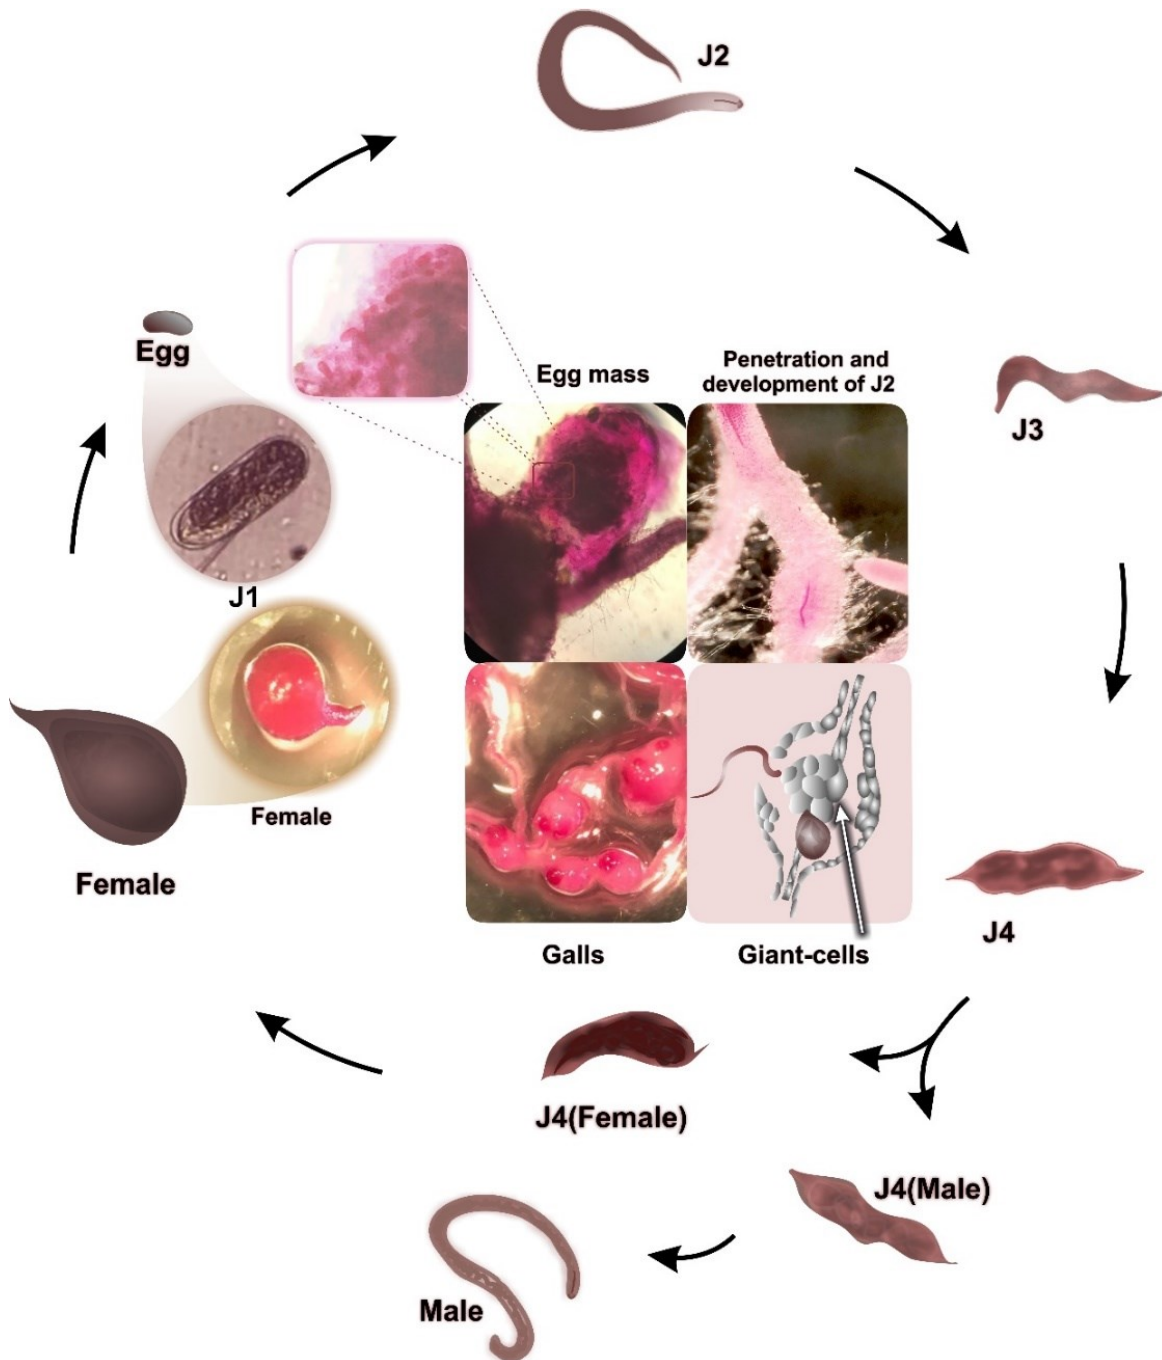 J2
Egg
Egg mass
Penetration and
development of J2
J3
J1
Female
Female
J4
Galls
Giant-cells
J4(Female)
J4(Male)
Male